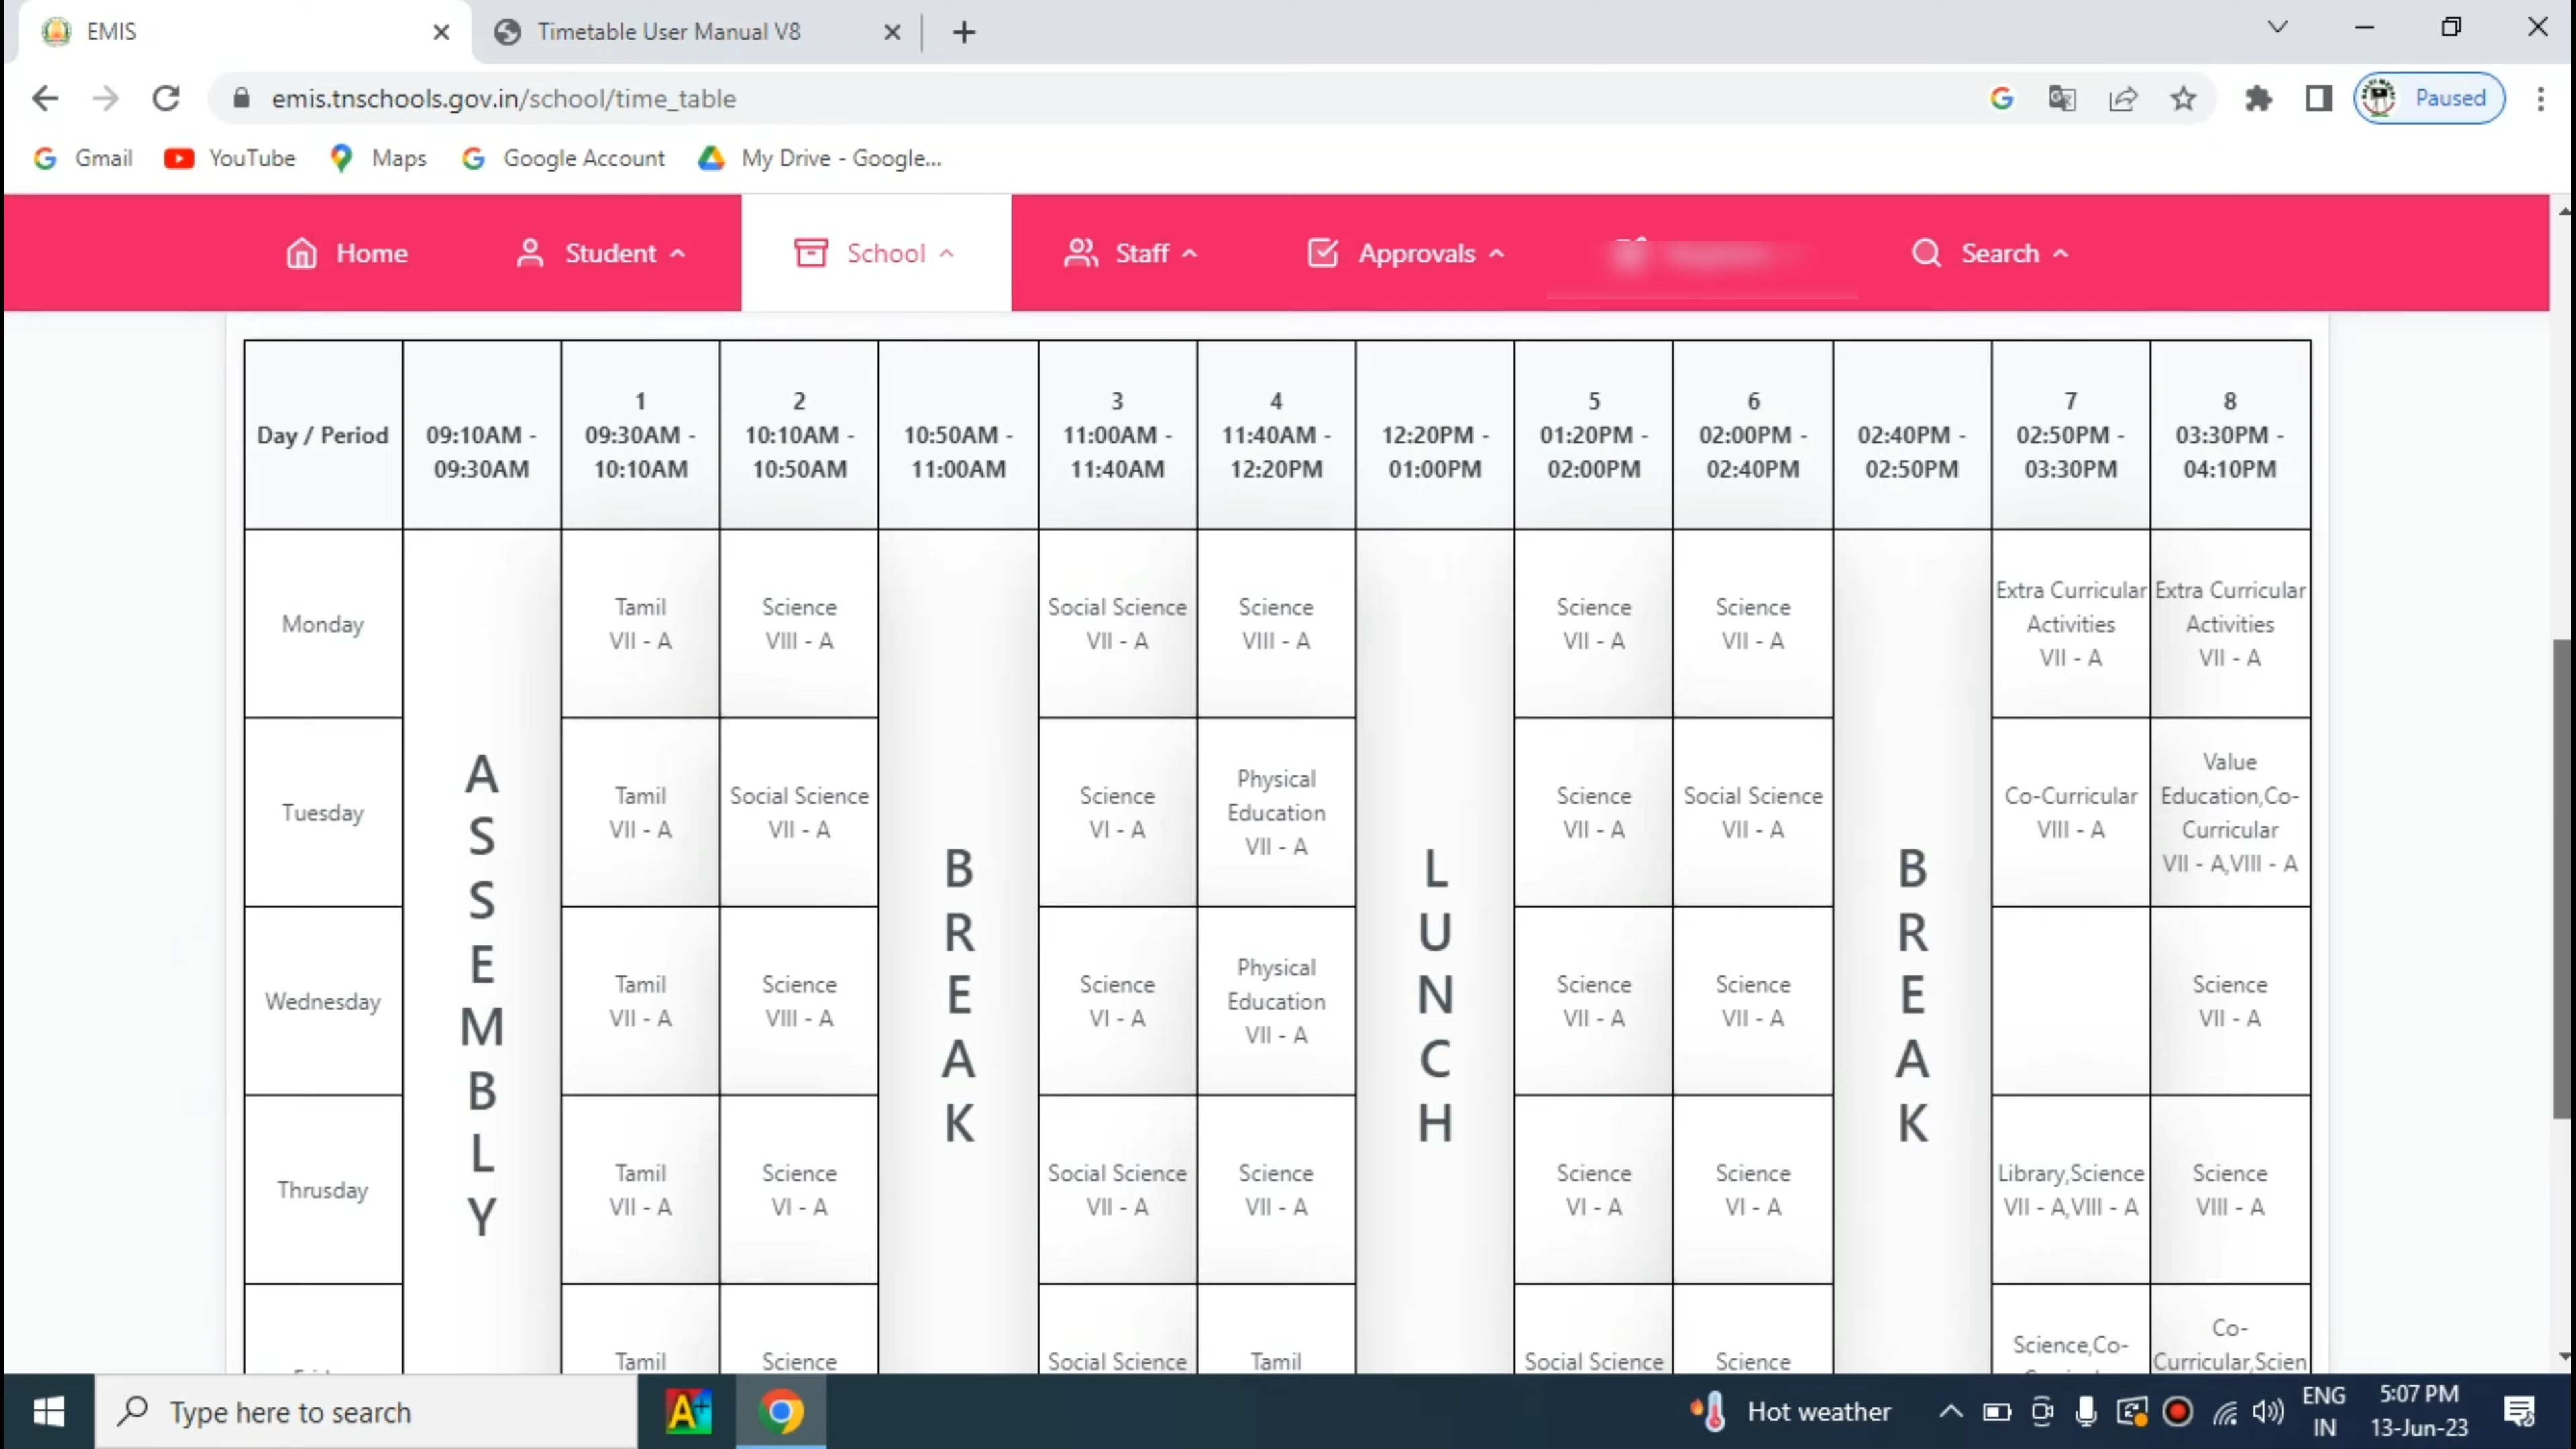 EMIS
Timetable User Manual V8
emis.tnschools.gov.in/school/time_table
Paused
Gmail
YouTube
Maps
Google Account
My Drive - Google...
Home
Student
School
Staff
Approvals
Search
Day / Period
09:10AM -
09:30AM
1
09:30AM -
10:10AM
2
10:10AM -
10:50AM
10:50AM -
11:00AM
3
11:00AM -
11:40AM
4
11:40AM -
12:20PM
12:20PM -
01:00PM
5
01:20PM -
02:00PM
6
02:00PM -
02:40PM
02:40PM -
02:50PM
7
02:50PM -
03:30PM
8
03:30PM -
04:10PM
Monday
ASSEMBLY
Tamil
VII - A
Science
VIII - A
BREAK
Social Science
VII - A
Science
VIII - A
LUNCH
Science
VII - A
Science
VII - A
BREAK
Extra Curricular
Activities
VII - A
Extra Curricular
Activities
VII - A
Tuesday
Tamil
VII - A
Social Science
VII - A
Science
VI - A
Physical
Education
VII - A
Science
VII - A
Social Science
VII - A
Co-Curricular
VIII - A
Value
Education,Co-
Curricular
VII - A,VIII - A
Wednesday
Tamil
VII - A
Science
VIII - A
Science
VI - A
Physical
Education
VII - A
Science
VII - A
Science
VII - A
Science
VII - A
Thrusday
Tamil
VII - A
Science
VI - A
Social Science
VII - A
Science
VII - A
Science
VI - A
Science
VI - A
Library,Science
VII - A,VIII - A
Science
VIII - A
Tamil
Science
Social Science
Tamil
Social Science
Science
Science,Co-
Co-
Curricular,Scien
Type here to search
Hot weather
ENG
IN
5:07 PM
13-Jun-23